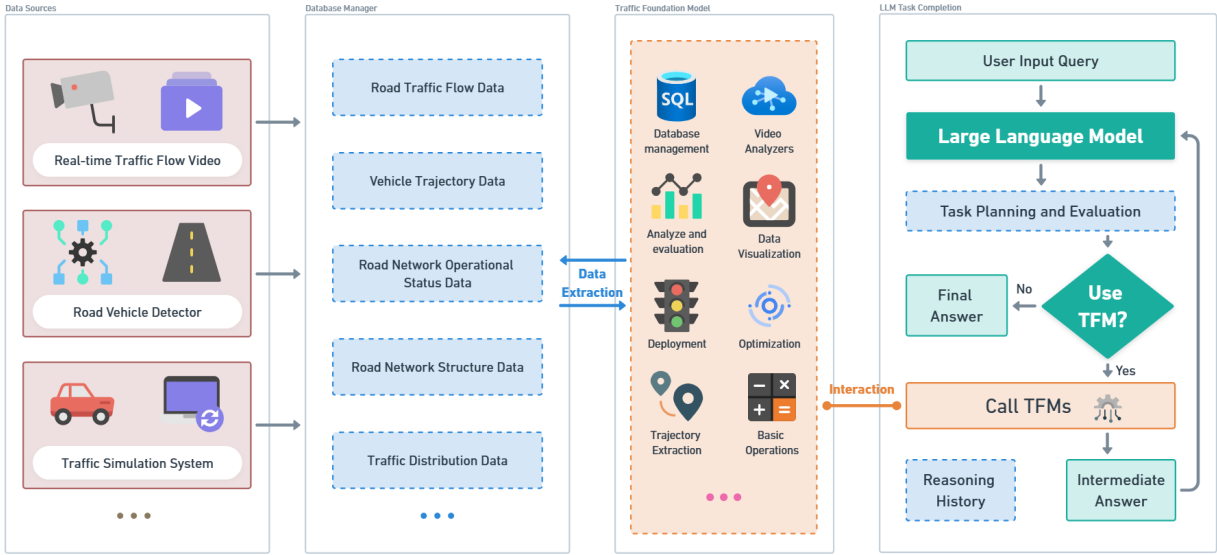 Data Sources
Real-time Traffic Flow Video
Road Vehicle Detector
Traffic Simulation System
Database Manager
Road Traffic Flow Data
Vehicle Trajectory Data
Road Network Operational
Status Data
Road Network Structure Data
Traffic Distribution Data
Data
Extraction
Traffic Foundation Model
SQL
Database
management
Video
Analyzers
Analyze and
evaluation
Data
Visualization
Deployment
Optimization
Trajectory
Extraction
Basic
Operations
Interaction
LLM Task Completion
User Input Query
Large Language Model
Task Planning and Evaluation
Use
TFM?
No
Final
Answer
Yes
Call TFMs
Reasoning
History
Intermediate
Answer